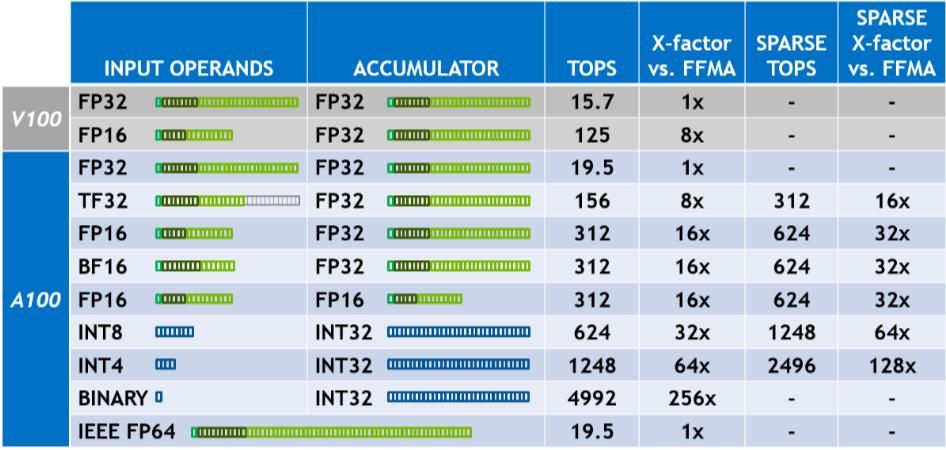 INPUT OPERANDS ACCUMULATOR TOPS X-factor vs. FFMA SPARSE TOPS SPARSE X-factor vs. FFMA
V100
FP32 FP32 15.7 1x - -
FP16 FP32 125 8x - -
A100
FP32 FP32 19.5 1x - -
TF32 FP32 156 8x 312 16x
FP16 FP32 312 16x 624 32x
BF16 FP32 312 16x 624 32x
FP16 FP16 312 16x 624 32x
INT8 INT32 624 32x 1248 64x
INT4 INT32 1248 64x 2496 128x
BINARY INT32 4992 256x - -
IEEE FP64 19.5 1x - -